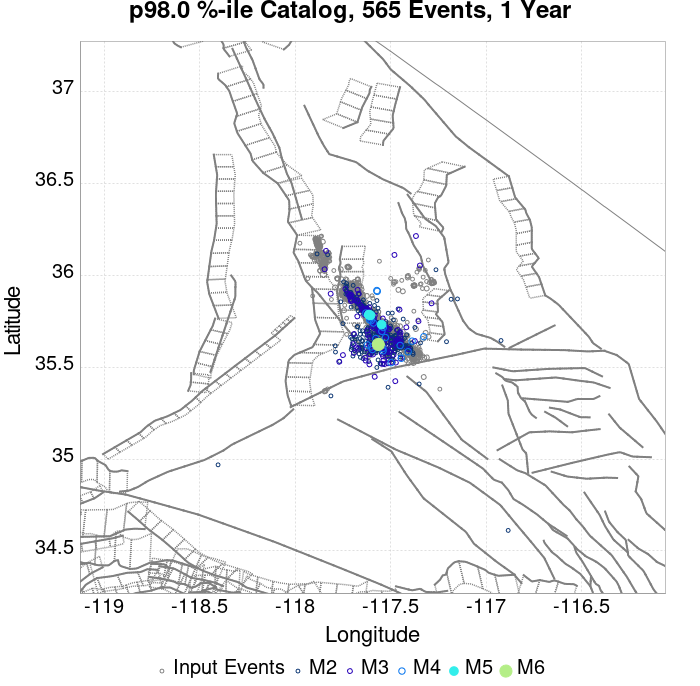 p98.0 %-ile Catalog, 565 Events, 1 Year
37
36.5
36
35.5
35
34.5
Latitude
-119 -118.5 -118 -117.5 -117 -116.5
Longitude
Input Events M2 M3 M4 M5 M6